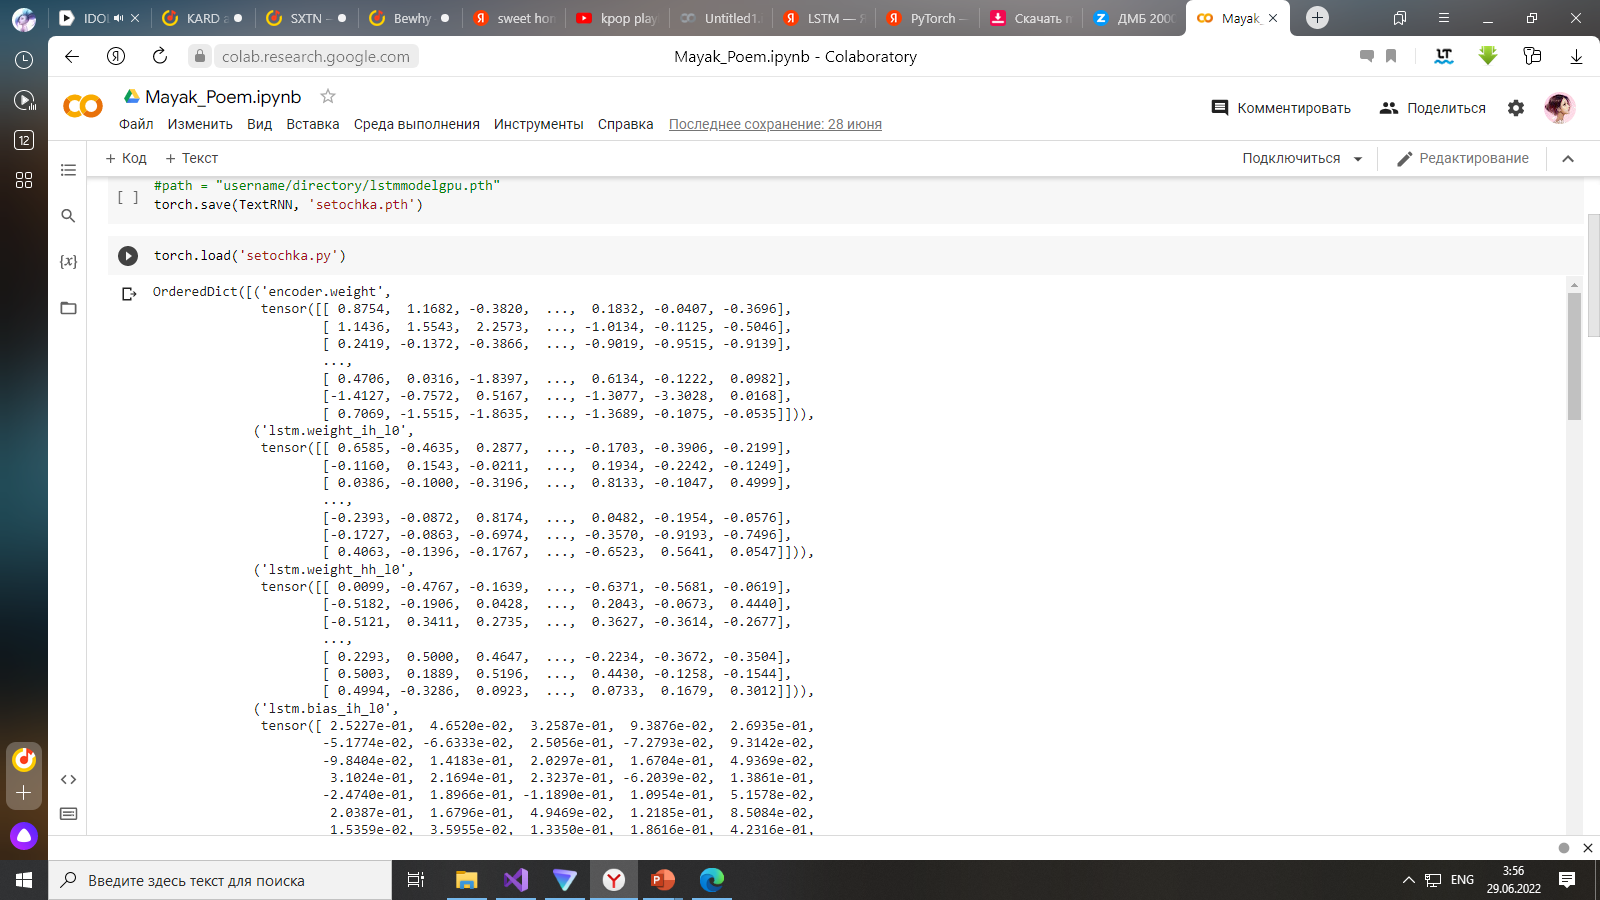 IDOL
KARD
SXTN –
Bewhy
sweet hom
kpop play
Untitled1.
LSTM —
PyTorch –
Скачать
ДМБ 2000
Mayak_
colab.research.google.com
Mayak_Poem.ipynb - Colaboratory
12
Mayak_Poem.ipynb
Комментировать
Поделиться
Файл Изменить Вид Вставка Среда выполнения Инструменты Справка Последнее сохранение: 28 июня
+ Код + Текст
Подключиться
Редактирование
#path = "username/directory/lstmmodelgpu.pth"
[ ]
torch.save(TextRNN, 'setochka.pth')
torch.load('setochka.py')
OrderedDict([('encoder.weight',
tensor([[ 0.8754, 1.1682, -0.3820, ..., 0.1832, -0.0407, -0.3696],
[ 1.1436, 1.5543, 2.2573, ..., -1.0134, -0.1125, -0.5046],
[ 0.2419, -0.1372, -0.3866, ..., -0.9019, -0.9515, -0.9139],
...,
[ 0.4706, 0.0316, -1.8397, ..., 0.6134, -0.1222, 0.0982],
[-1.4127, -0.7572, 0.5167, ..., -1.3077, -3.3028, 0.0168],
[ 0.7069, -1.5515, -1.8635, ..., -1.3689, -0.1075, -0.0535]])),
('lstm.weight_ih_l0',
tensor([[ 0.6585, -0.4635, 0.2877, ..., -0.1703, -0.3906, -0.2199],
[-0.1160, 0.1543, -0.0211, ..., 0.1934, -0.2242, -0.1249],
[ 0.0386, -0.1000, -0.3196, ..., 0.8133, -0.1047, 0.4999],
...,
[-0.2393, -0.0872, 0.8174, ..., 0.0482, -0.1954, -0.0576],
[-0.1727, -0.0863, -0.6974, ..., -0.3570, -0.9193, -0.7496],
[ 0.4063, -0.1396, -0.1767, ..., -0.6523, 0.5641, 0.0547]])),
('lstm.weight_hh_l0',
tensor([[ 0.0099, -0.4767, -0.1639, ..., -0.6371, -0.5681, -0.0619],
[-0.5182, -0.1906, 0.0428, ..., 0.2043, -0.0673, 0.4440],
[-0.5121, 0.3411, 0.2735, ..., 0.3627, -0.3614, -0.2677],
...,
[ 0.2293, 0.5000, 0.4647, ..., -0.2234, -0.3672, -0.3504],
[ 0.5003, 0.1889, 0.5196, ..., 0.4430, -0.1258, -0.1544],
[ 0.4994, -0.3286, 0.0923, ..., 0.0733, 0.1679, 0.3012]])),
('lstm.bias_ih_l0',
tensor([ 2.5227e-01, 4.6520e-02, 3.2587e-01, 9.3876e-02, 2.6935e-01,
-5.1774e-02, -6.6333e-02, 2.5056e-01, -7.2793e-02, 9.3142e-02,
-9.8404e-02, 1.4183e-01, 2.0297e-01, 1.6704e-01, 4.9369e-02,
3.1024e-01, 2.1694e-01, 2.3237e-01, -6.2039e-02, 1.3861e-01,
-2.4740e-01, 1.8966e-01, -1.1890e-01, 1.0954e-01, 5.1578e-02,
2.0387e-01, 1.6796e-01, 4.9469e-02, 1.2185e-01, 8.5084e-02,
1.5359e-02, 3.5955e-02, 1.3350e-01, 1.8616e-01, 4.2316e-01,
Введите здесь текст для поиска
ENG
3:56
29.06.2022